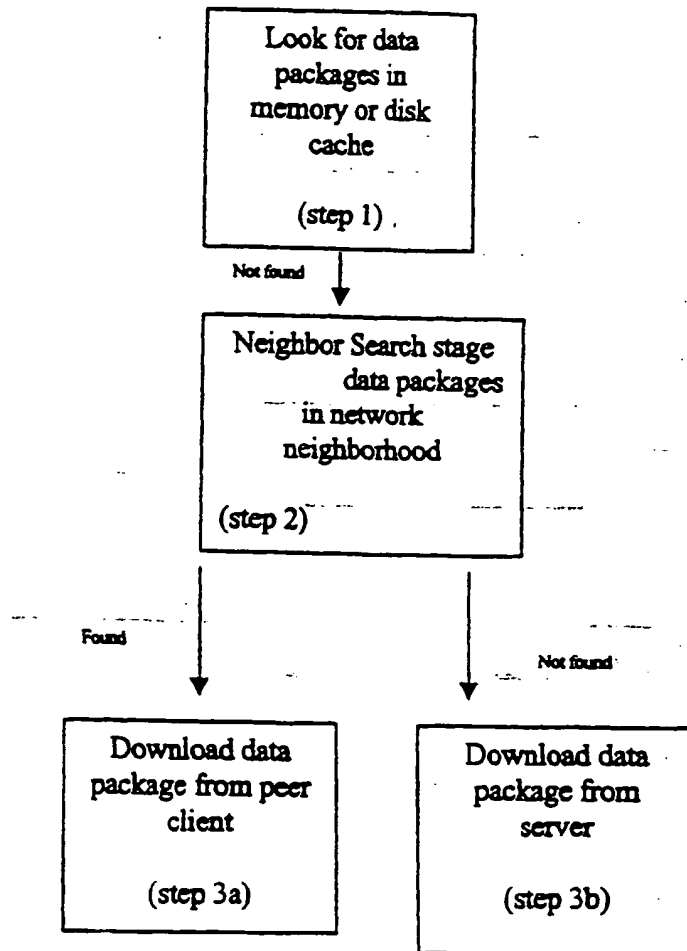 Look for data
packages in
memory or disk
cache
(step 1)
Not found
Neighbor Search stage
data packages
in network
neighborhood
(step 2)
Found
Not found
Download data
package from peer
client
(step 3a)
Download data
package from
server
(step 3b)